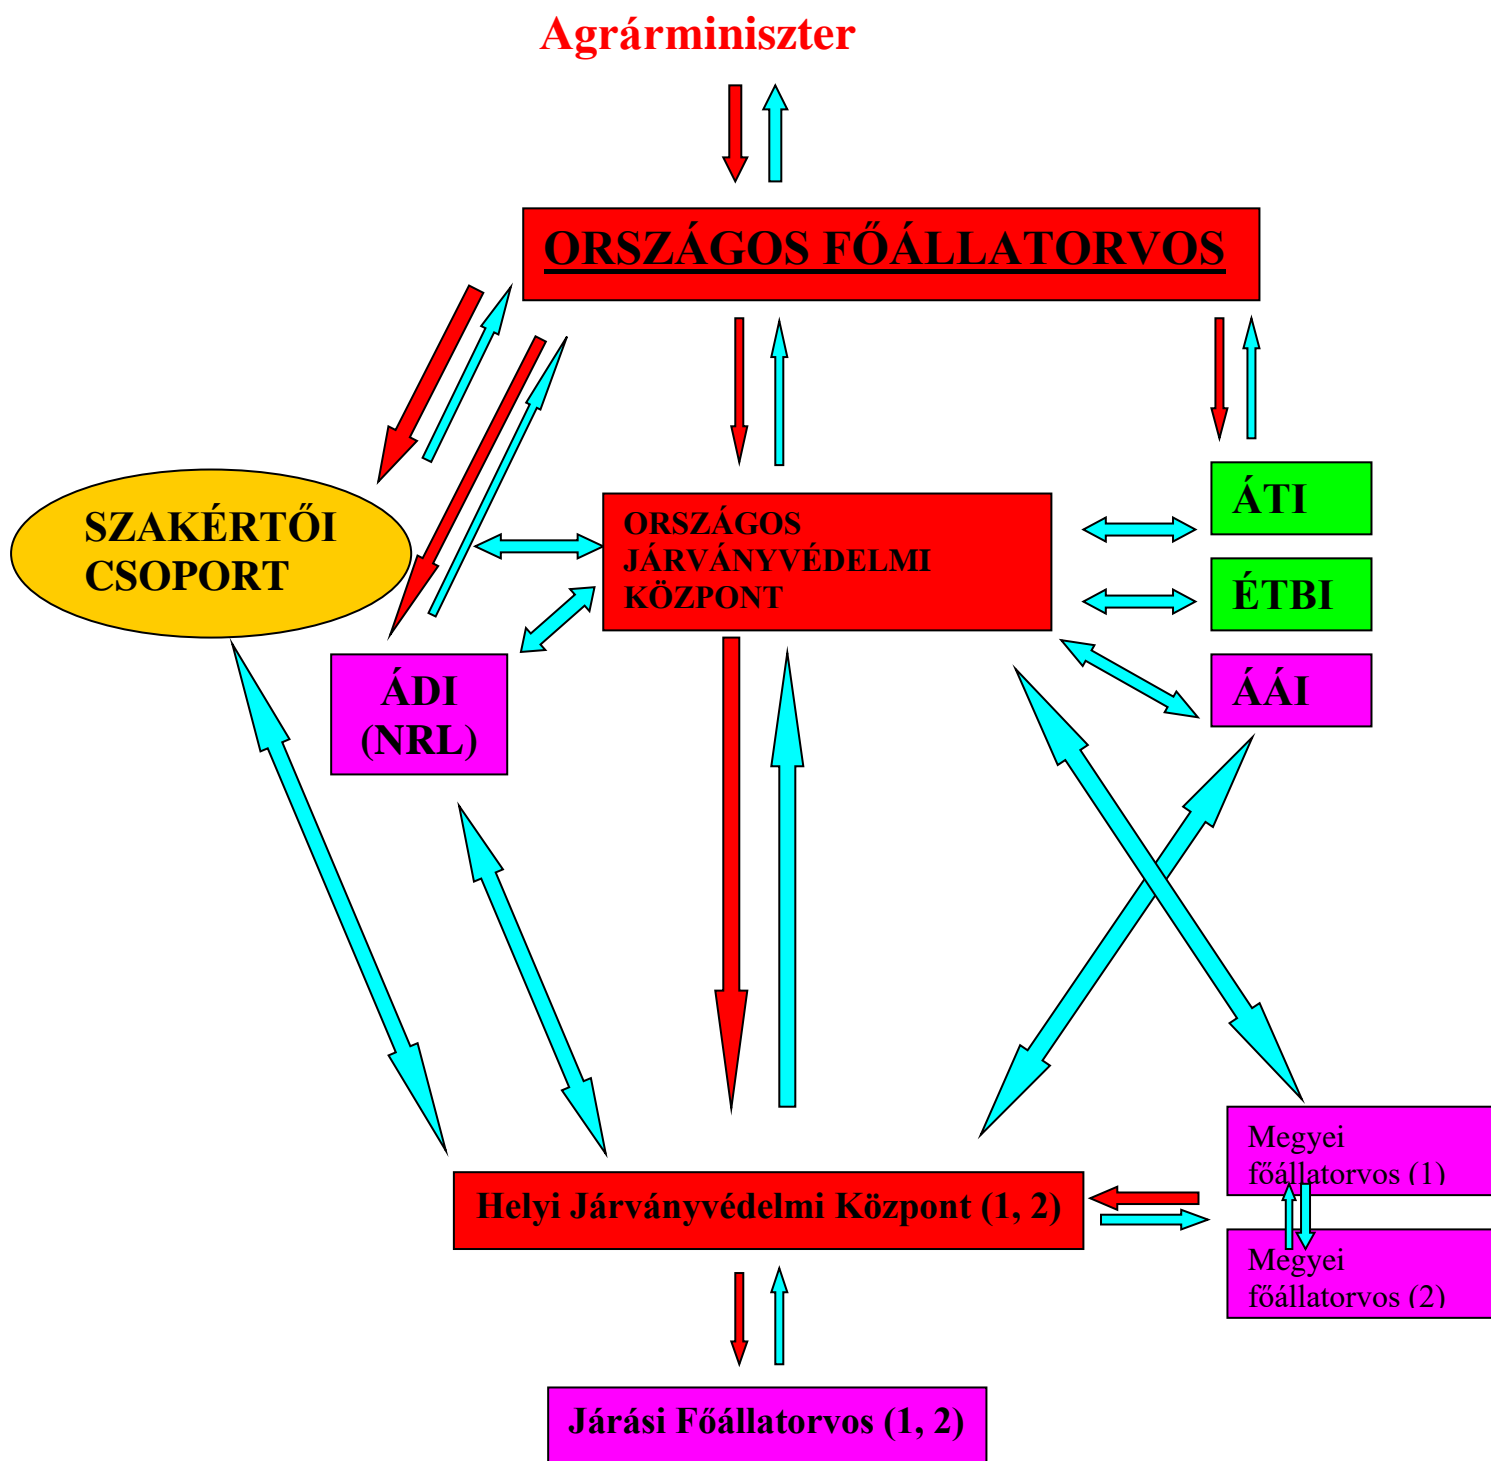 Agrárminiszter
ORSZÁGOS FŐÁLLATORVOS
SZAKÉRTŐI
CSOPORT
ORSZÁGOS
JÁRVÁNYVÉDELMI
KÖZPONT
ÁTI
ÉTBI
ÁÁI
ÁDI
(NRL)
Megyei
főállatorvos (1)
Helyi Járványvédelmi Központ (1, 2)
Megyei
főállatorvos (2)
Járási Főállatorvos (1, 2)